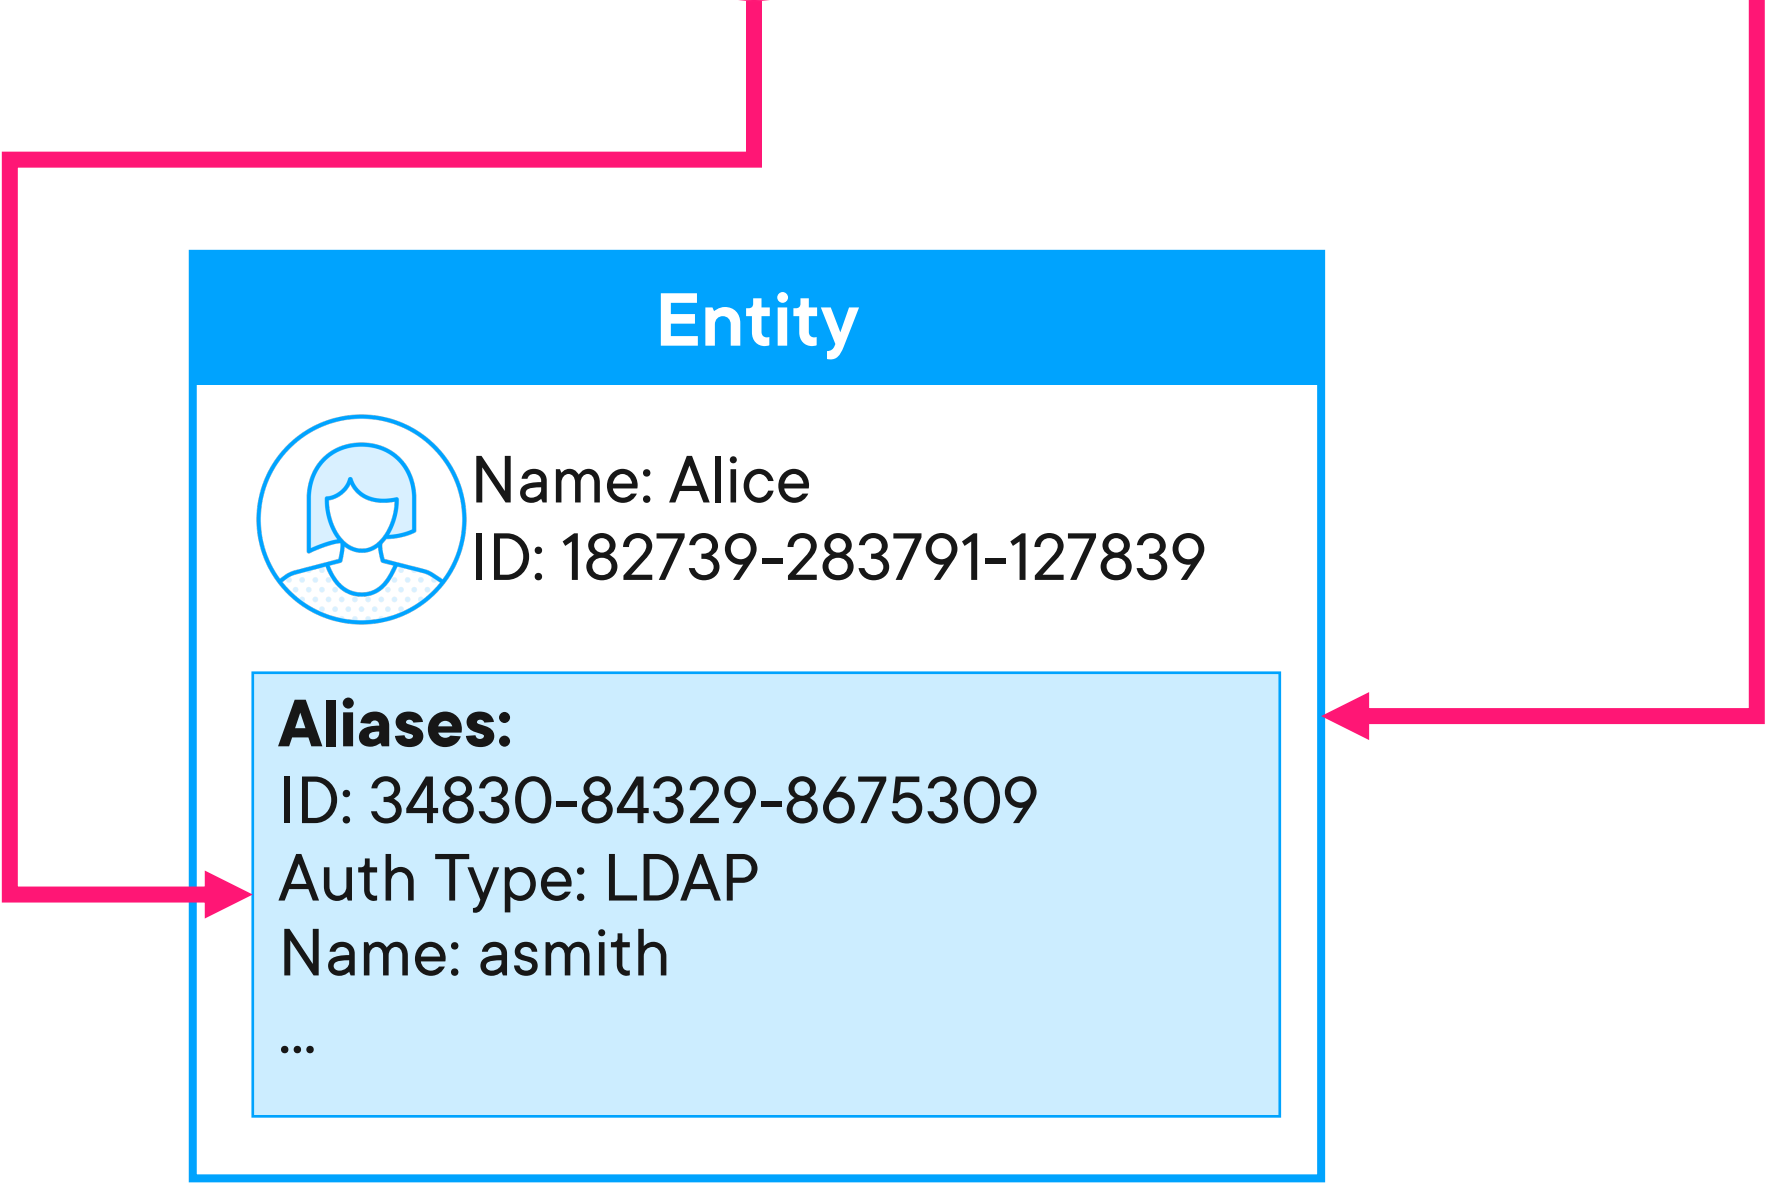 Entity
Name: Alice
ID: 182739-283791-127839
Aliases:
ID: 34830-84329-8675309
Auth Type: LDAP
Name: asmith
...